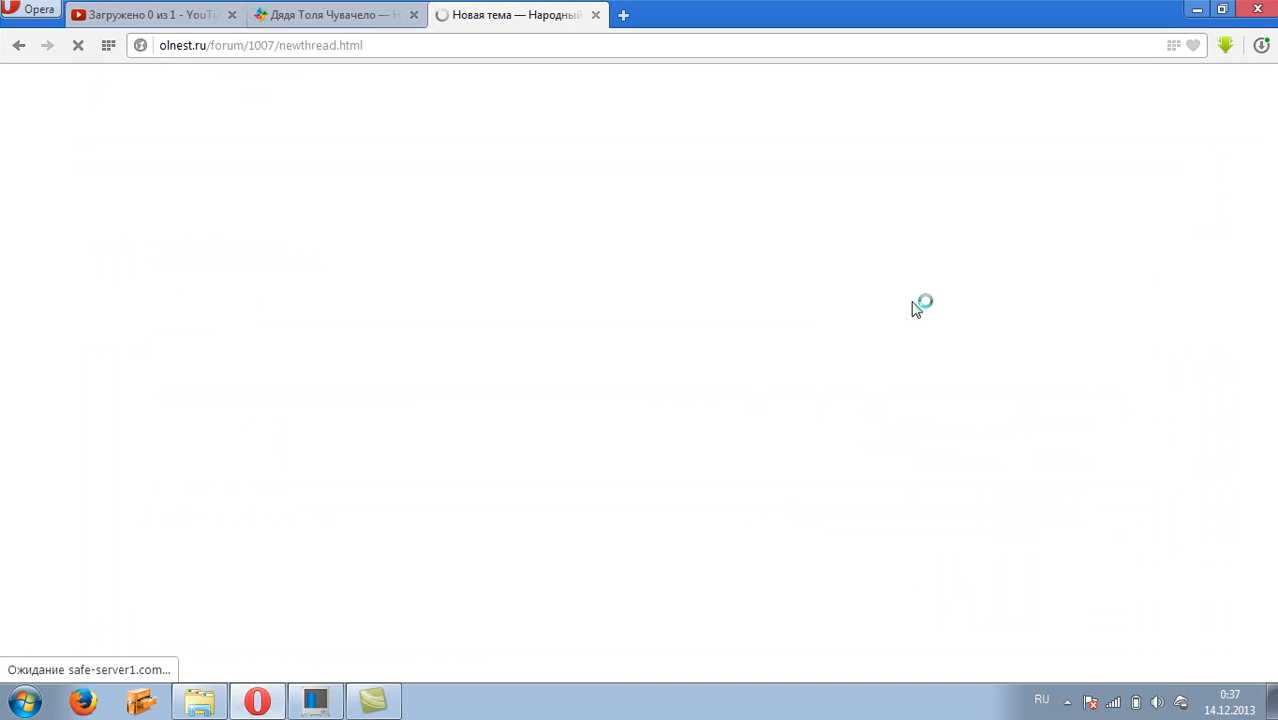 Opera
Загружено 0 из 1 - YouTu
Дядя Толя Чувачело — Н
Новая тема — Народный
olnest.ru/forum/1007/newthread.html
Ожидание safe-server1.com...
RU
0:37
14.12.2013